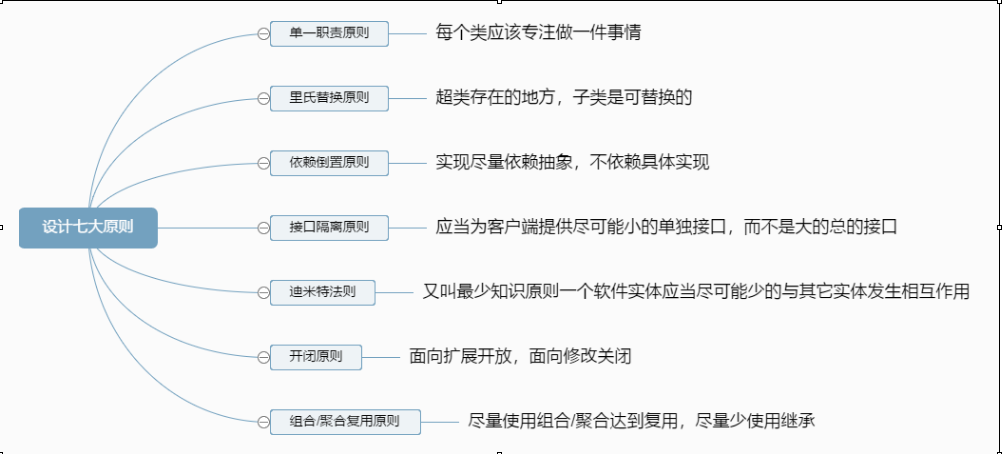 单一职责原则 每个类应该专注做一件事情
里氏替换原则 超类存在的地方，子类是可替换的
依赖倒置原则 实现尽量依赖抽象，不依赖具体实现
设计七大原则
接口隔离原则 应当为客户端提供尽可能小的单独接口，而不是大的总的接口
迪米特法则 又叫最少知识原则一个软件实体应当尽可能少的与其它实体发生相互作用
开闭原则 面向扩展开放，面向修改关闭
组合/聚合复用原则 尽量使用组合/聚合达到复用，尽量少使用继承